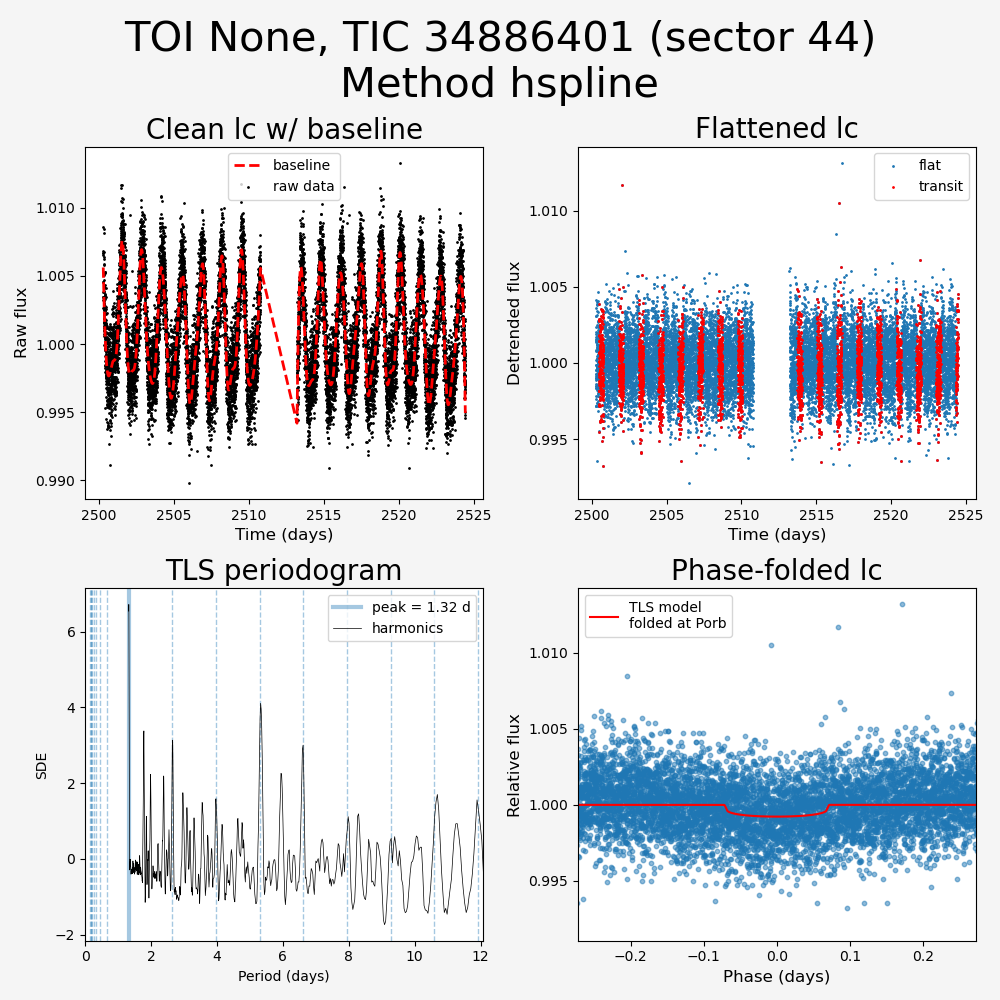 TOI None, TIC 34886401 (sector 44)
Method hspline
Clean lc w/ baseline
baseline
raw data
Raw flux
1.010
1.005
1.000
0.995
0.990
2500
2505
2510
2515
2520
2525
Time (days)
Flattened lc
flat
transit
Detrended flux
1.010
1.005
1.000
0.995
2500
2505
2510
2515
2520
2525
Time (days)
TLS periodogram
peak = 1.32 d
harmonics
SDE
6
4
2
0
−2
0
2
4
6
8
10
12
Period (days)
Phase-folded lc
TLS model
folded at Porb
Relative flux
1.010
1.005
1.000
0.995
−0.2
−0.1
0.0
0.1
0.2
Phase (days)